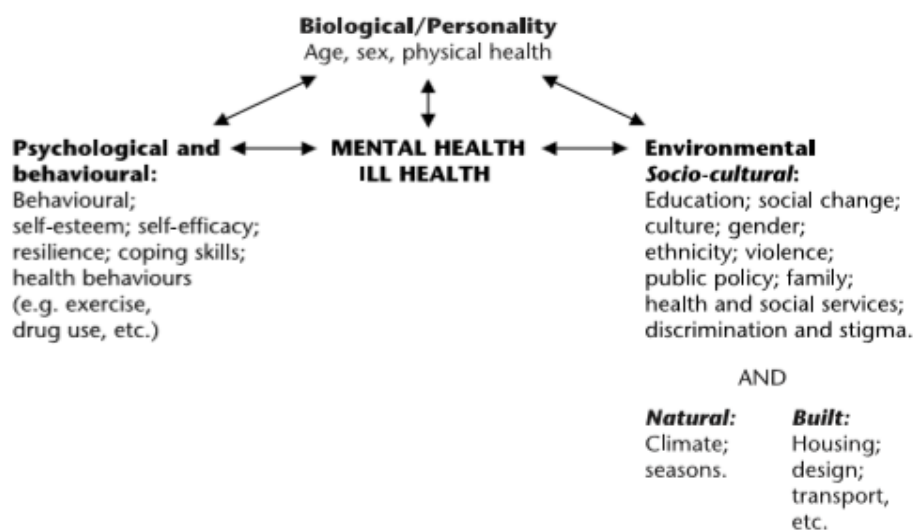 Biological/Personality
Age, sex, physical health
Psychological and
behavioural:
Behavioural;
self-esteem; self-efficacy;
resilience; coping skills;
health behaviours
(e.g. exercise,
drug use, etc.)
MENTAL HEALTH
ILL HEALTH
Environmental
Socio-cultural:
Education; social change;
culture; gender;
ethnicity; violence;
public policy; family;
health and social services;
discrimination and stigma.
AND
Natural:
Climate;
seasons.
Built:
Housing;
design;
transport,
etc.